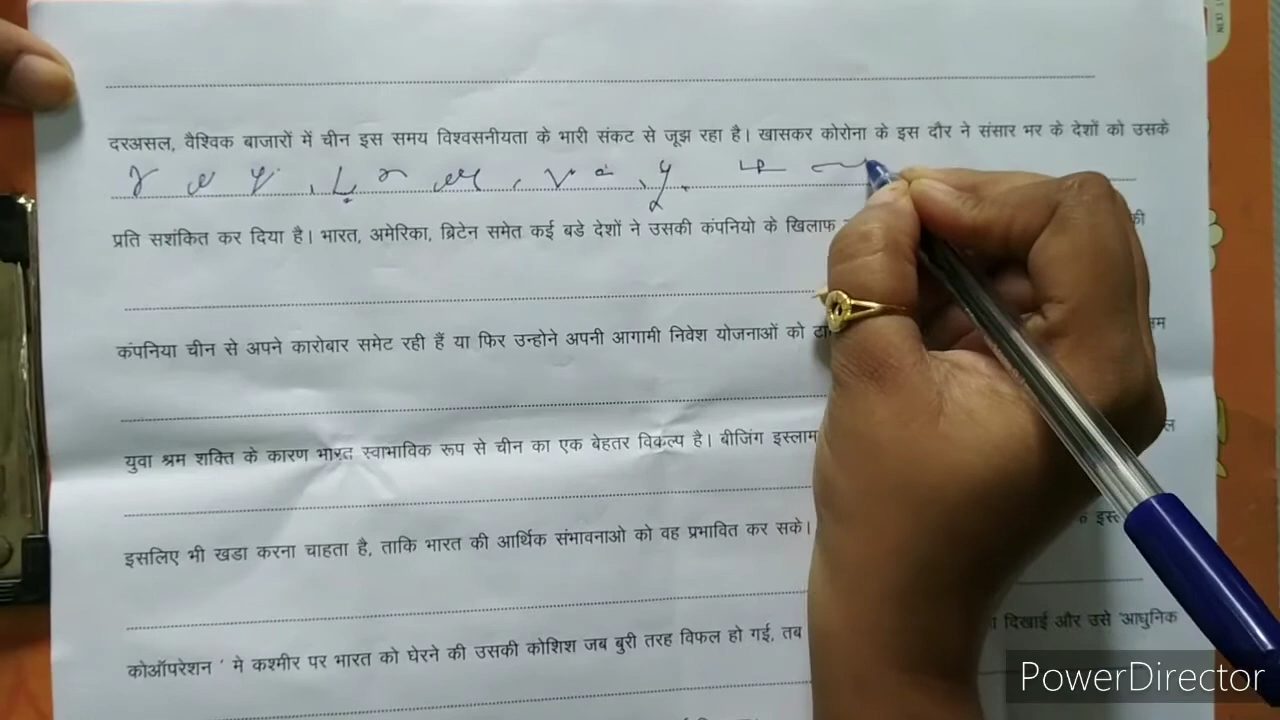 दरअसल, वैश्विक बाजारों में चीन इस समय विश्वसनीयता के भारी संकट से जूझ रहा है। खासकर कोरोना के इस दौर ने संसार भर के देशों को उसके
प्रति सशंकित कर दिया है। भारत, अमेरिका, ब्रिटेन समेत कई बडे देशों ने उसकी कंपनियो के खिलाफ की
कंपनिया चीन से अपने कारोबार समेट रही हैं या फिर उन्होने अपनी आगामी निवेश योजनाओं को
युवा श्रम शक्ति के कारण भारत स्वाभाविक रूप से चीन का एक बेहतर विकल्प है। बीजिंग इस्लाम
इसलिए भी खडा करना चाहता है, ताकि भारत की आर्थिक संभावनाओ को वह प्रभावित कर सके।
कोऑपरेशन ' मे कश्मीर पर भारत को घेरने की उसकी कोशिश जब बुरी तरह विफल हो गई, तब दिखाई और उसे 'आधुनिक
PowerDirector